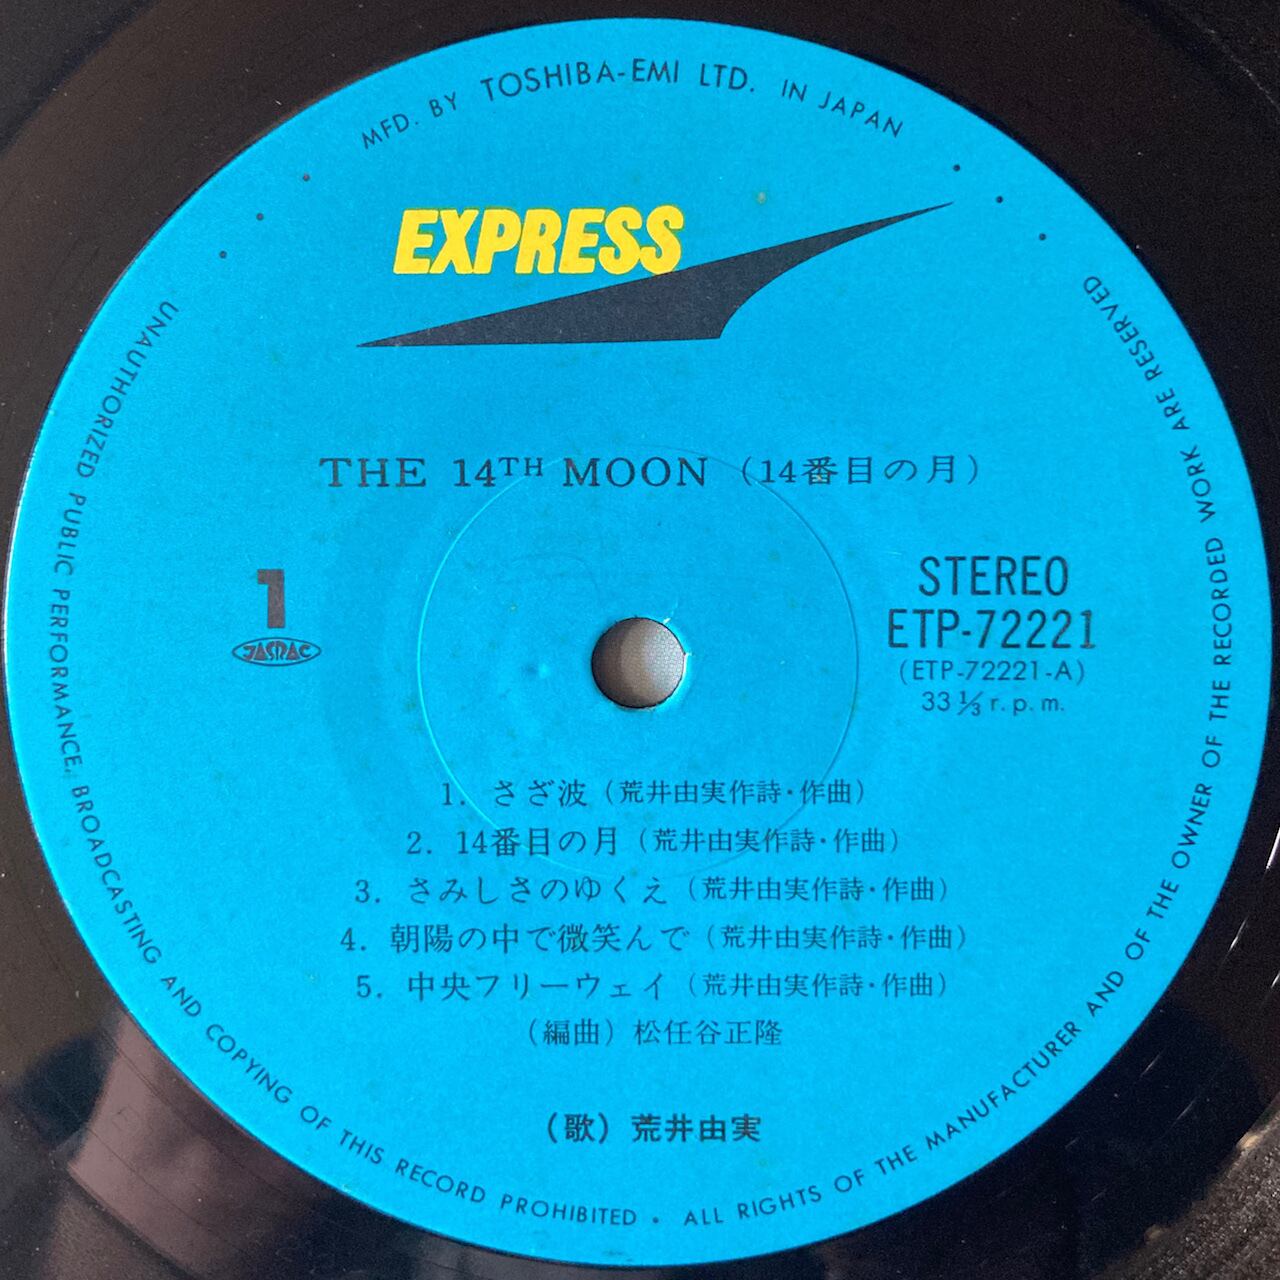 MFD. BY TOSHIBA-EMI LTD. IN JAPAN
EXPRESS
THE 14TH MOON (14番目の月)
1
JASRAC
STEREO
ETP-72221
(ETP-72221-A)
33 1/3 r.p.m.
1. さざ波 (荒井由実作詩・作曲)
2. 14番目の月 (荒井由実作詩・作曲)
3. さみしさのゆくえ (荒井由実作詩・作曲)
4. 朝陽の中で微笑んで (荒井由実作詩・作曲)
5. 中央フリーウェイ (荒井由実作詩・作曲)
(編曲) 松任谷正隆
(歌) 荒井由実
UNAUTHORIZED PUBLIC PERFORMANCE, BROADCASTING AND COPYING OF THIS RECORD PROHIBITED • ALL RIGHTS OF THE MANUFACTURER AND OF THE OWNER OF THE RECORDED WORK ARE RESERVED